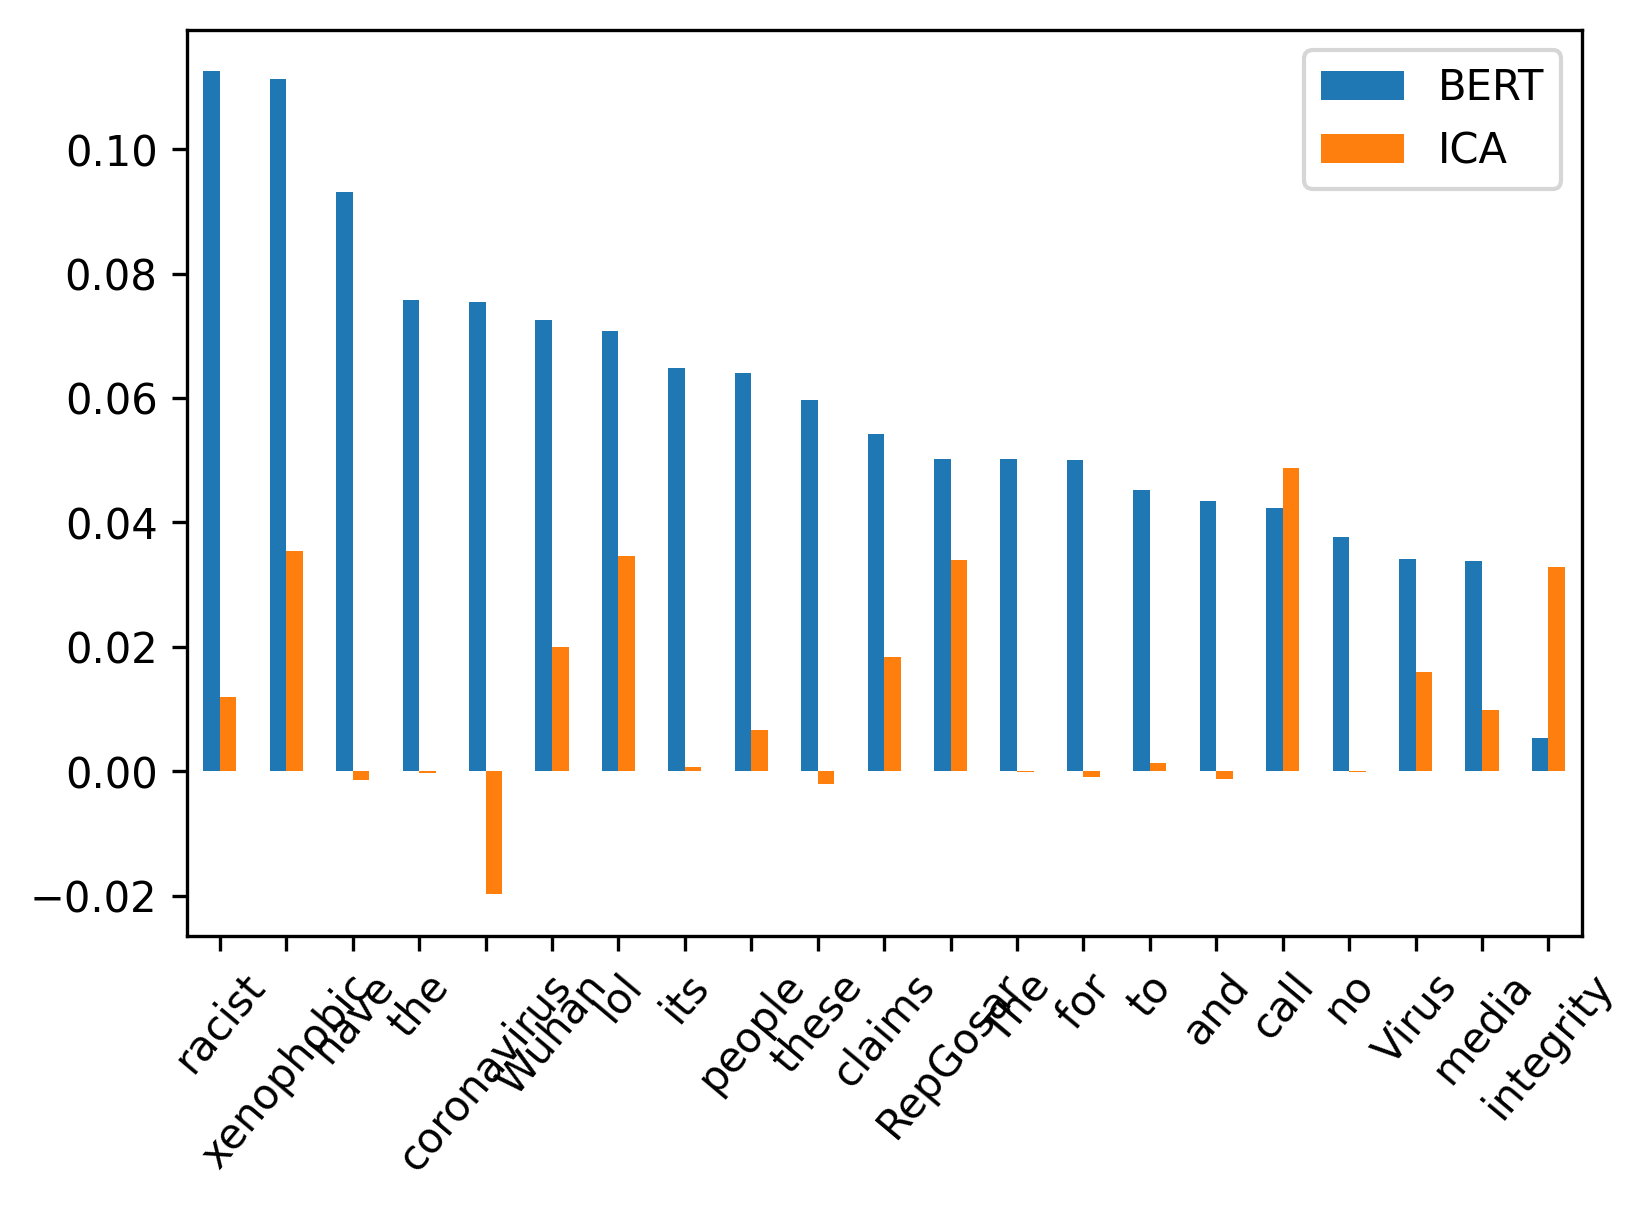 BERT
ICA
0.10
0.08
0.06
0.04
0.02
0.00
−0.02
racist
xenophobic
have
the
coronavirus
Wuhan
lol
its
people
these
claims
RepGosar
The
for
to
and
call
no
Virus
media
integrity